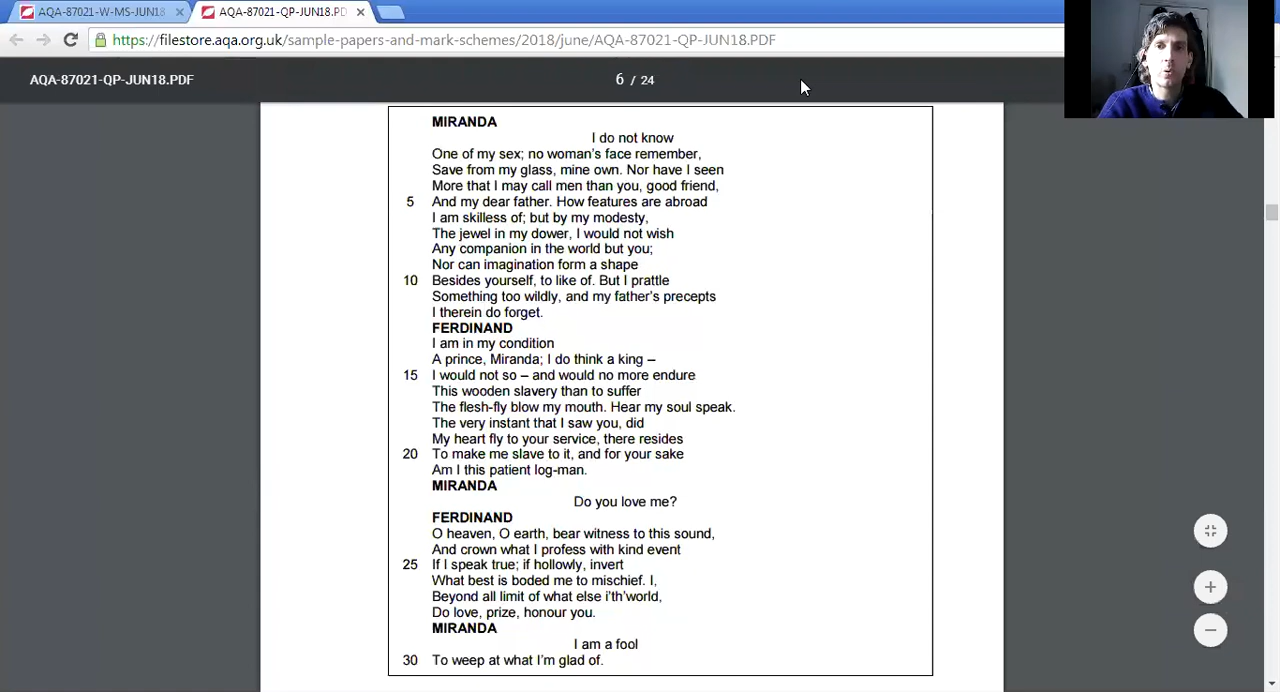 AQA-87021-W-MS-JUN18
AQA-87021-QP-JUN18.PD
https://filestore.aqa.org.uk/sample-papers-and-mark-schemes/2018/june/AQA-87021-QP-JUN18.PDF
AQA-87021-QP-JUN18.PDF
6 / 24
MIRANDA
I do not know
One of my sex; no woman's face remember,
Save from my glass, mine own. Nor have I seen
More that I may call men than you, good friend,
5 And my dear father. How features are abroad
I am skilless of; but by my modesty,
The jewel in my dower, I would not wish
Any companion in the world but you;
Nor can imagination form a shape
10 Besides yourself, to like of. But I prattle
Something too wildly, and my father's precepts
I therein do forget.
FERDINAND
I am in my condition
A prince, Miranda; I do think a king –
15 I would not so – and would no more endure
This wooden slavery than to suffer
The flesh-fly blow my mouth. Hear my soul speak.
The very instant that I saw you, did
My heart fly to your service, there resides
20 To make me slave to it, and for your sake
Am I this patient log-man.
MIRANDA
Do you love me?
FERDINAND
O heaven, O earth, bear witness to this sound,
And crown what I profess with kind event
25 If I speak true; if hollowly, invert
What best is boded me to mischief. I,
Beyond all limit of what else i'th'world,
Do love, prize, honour you.
MIRANDA
I am a fool
30 To weep at what I'm glad of.